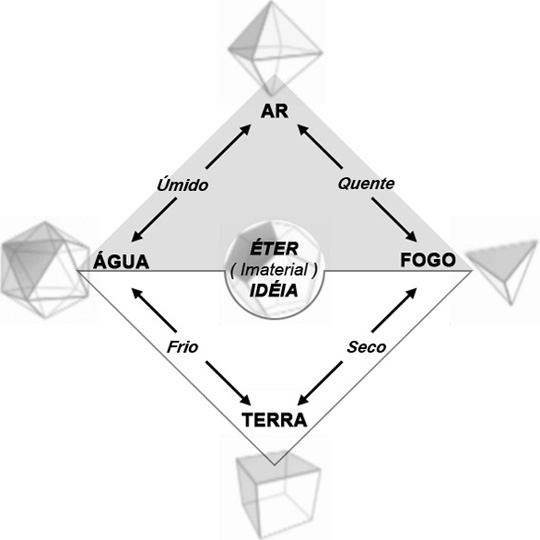 AR
Úmido
Quente
ÁGUA
ÉTER
( Imaterial )
IDÉIA
FOGO
Frio
Seco
TERRA